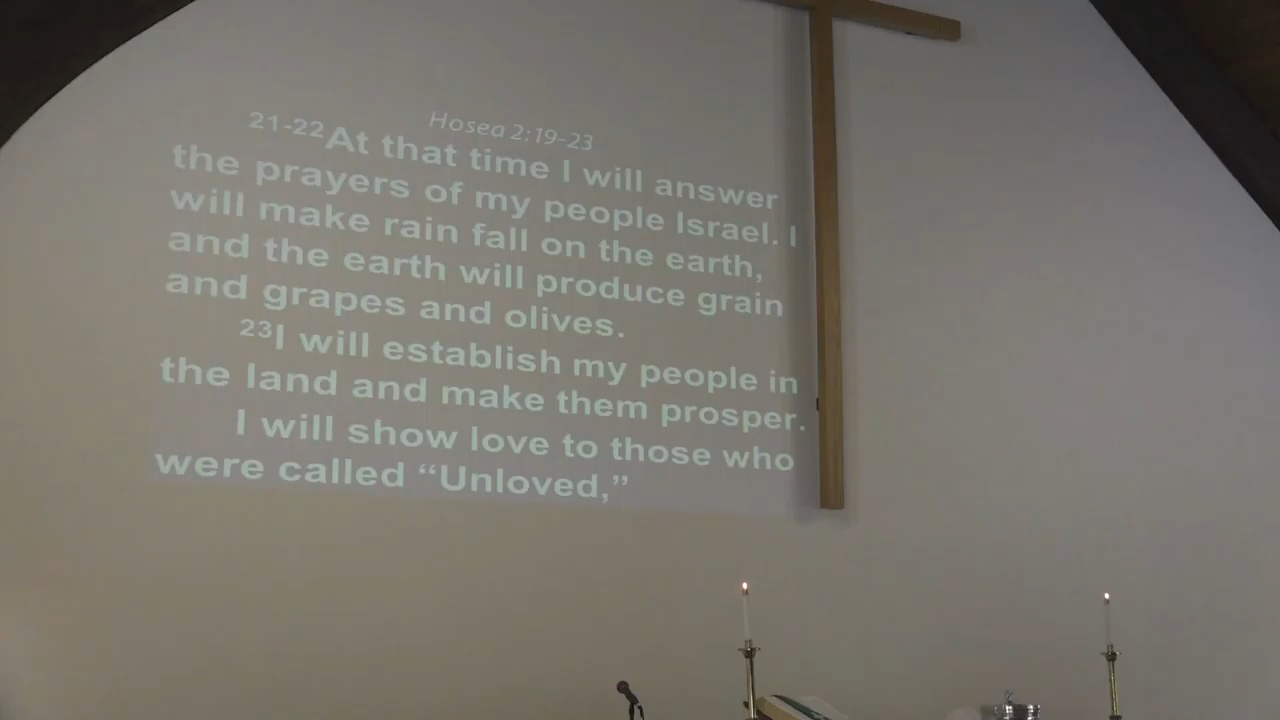 Hosea 2:19-23
21-22At that time I will answer
the prayers of my people Israel. I
will make rain fall on the earth,
and the earth will produce grain
and grapes and olives.
23I will establish my people in
the land and make them prosper.
I will show love to those who
were called “Unloved,”